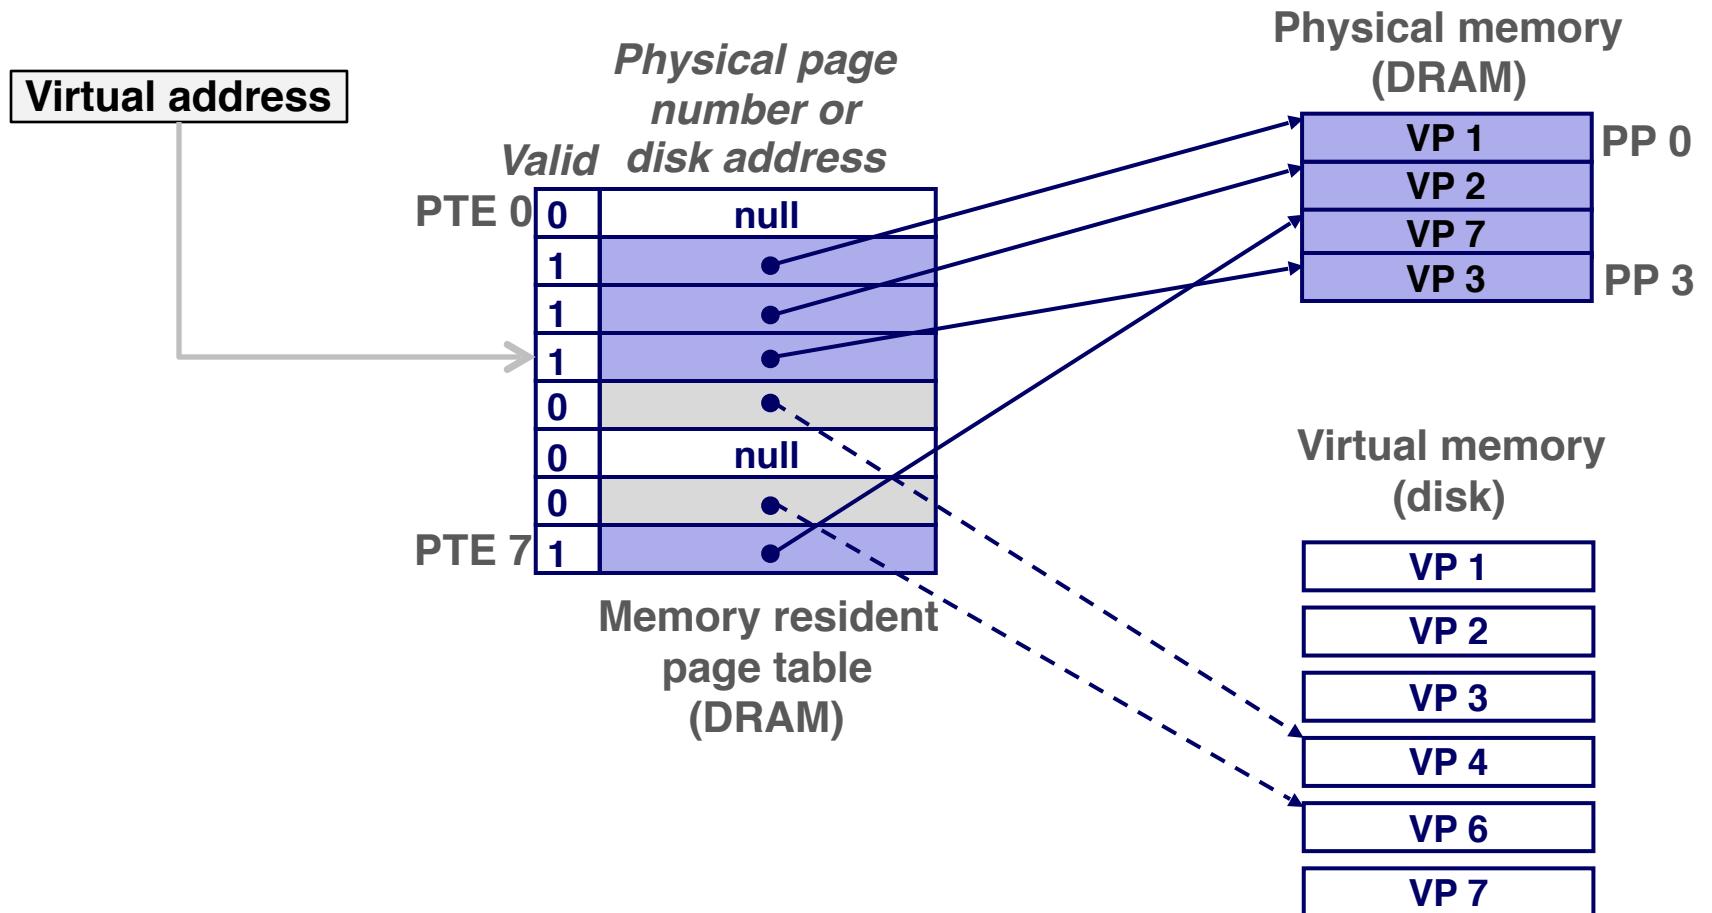 Virtual address
Physical page
number or
disk address
Valid
PTE 0
0
null
1
1
1
0
0
null
0
PTE 7
1
Memory resident
page table
(DRAM)
Physical memory
(DRAM)
VP 1
PP 0
VP 2
VP 7
VP 3
PP 3
Virtual memory
(disk)
VP 1
VP 2
VP 3
VP 4
VP 6
VP 7